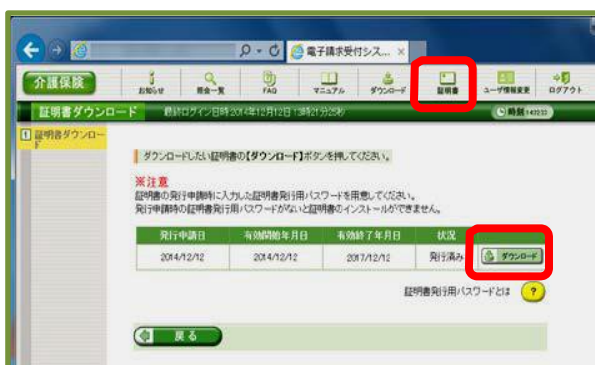 電子請求受付シス... ×
介護保険
お知らせ 照会一覧 FAQ マニュアル ダウンロード 証明書 ユーザ情報変更 ログアウト
証明書ダウンロード 最終ログイン日時 2014年12月12日 13時21分25秒 時刻
1 証明書ダウンロード
ダウンロードしたい証明書の【ダウンロード】ボタンを押してください。
※注意
証明書の発行申請時に入力した証明書発行用パスワードを用意してください。
発行申請時の証明書発行用パスワードがないと証明書のインストールができません。
発行申請日 有効開始年月日 有効終了年月日 状況
2014/12/12 2014/12/12 2017/12/12 発行済み ダウンロード
証明書発行用パスワードとは ?
戻る